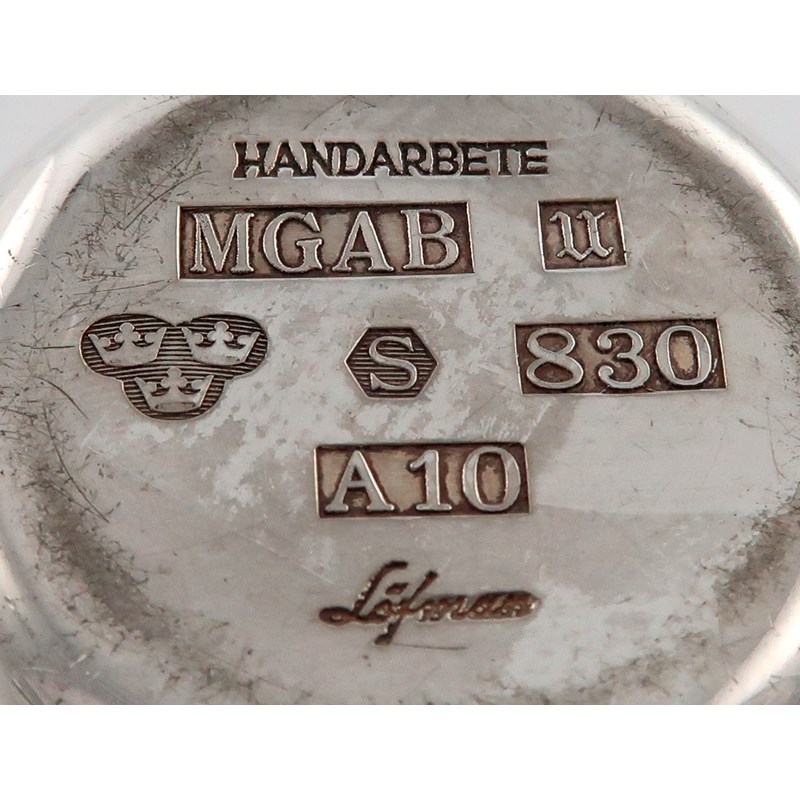 HANDARBETE
MGAB U
S 830
A10
Löfman